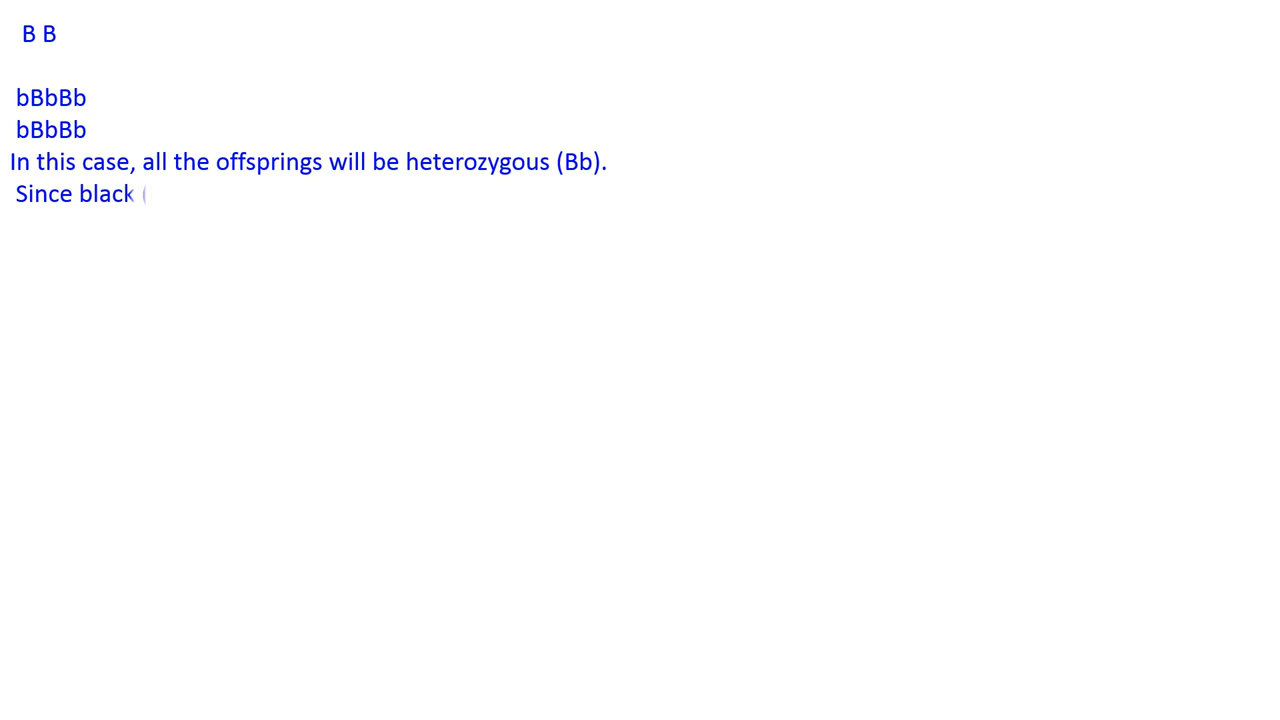 B B
bBbBb
bBbBb
In this case, all the offsprings will be heterozygous (Bb).
Since black (